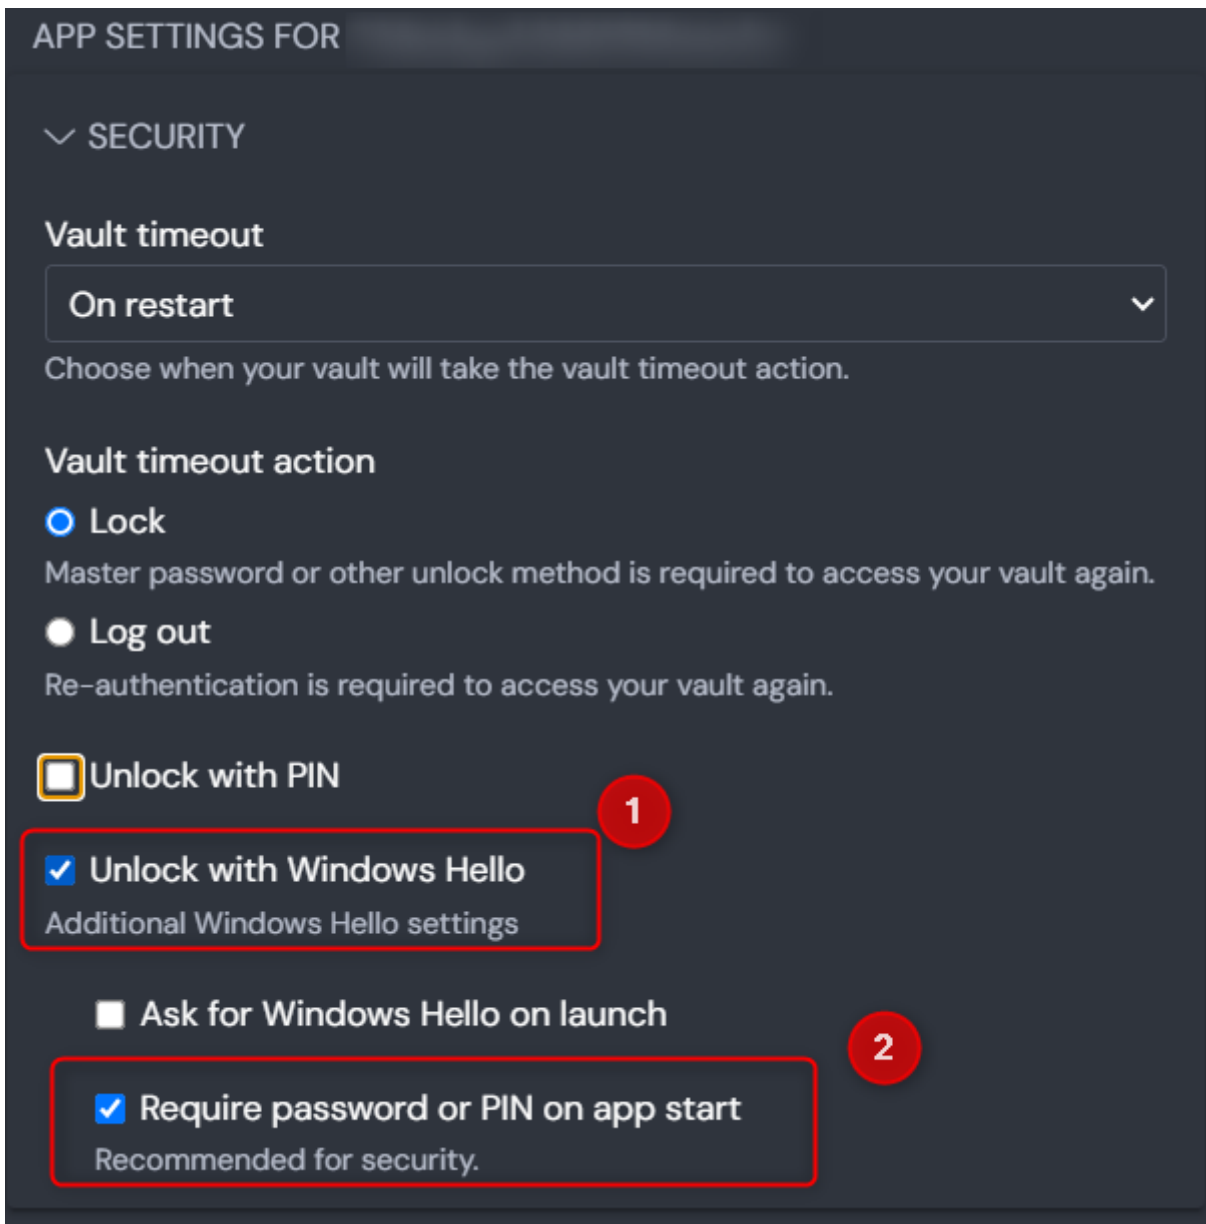 APP SETTINGS FOR
SECURITY
Vault timeout
On restart
Choose when your vault will take the vault timeout action.
Vault timeout action
Lock
Master password or other unlock method is required to access your vault again.
Log out
Re-authentication is required to access your vault again.
Unlock with PIN
1
Unlock with Windows Hello
Additional Windows Hello settings
Ask for Windows Hello on launch
2
Require password or PIN on app start
Recommended for security.